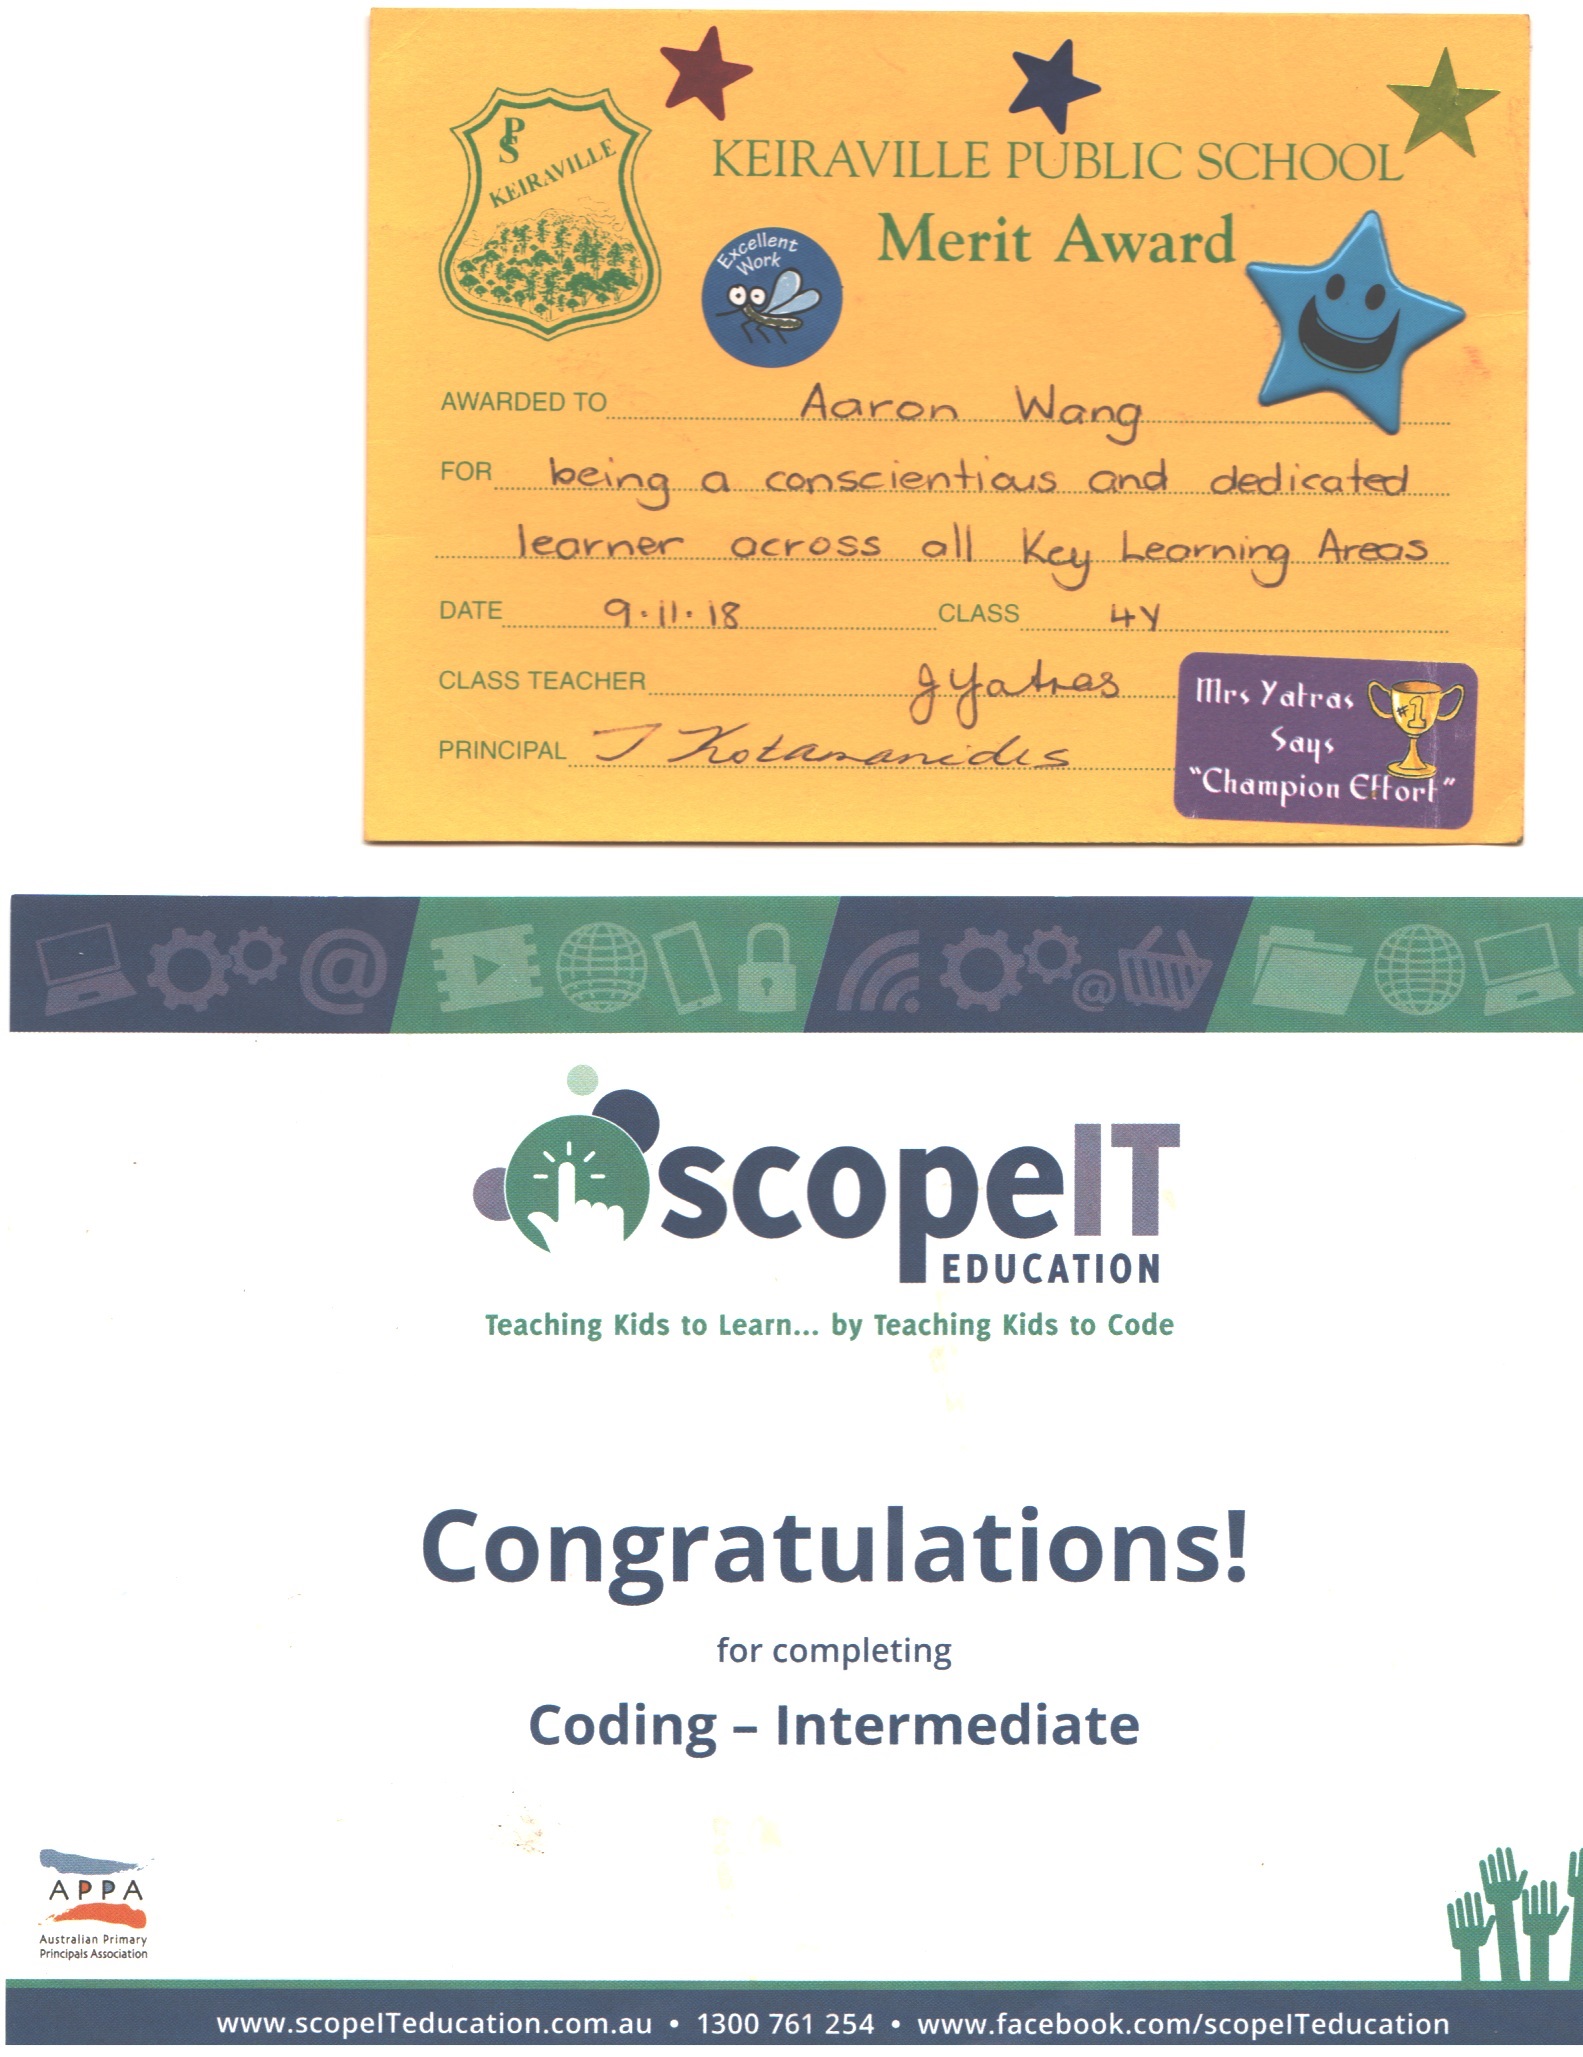 PS
KEIRAVILLE
KEIRAVILLE PUBLIC SCHOOL
Merit Award
Excellent
Work
AWARDED TO Aaron Wang
FOR being a conscientious and dedicated
learner across all Key Learning Areas
DATE 9.11.18 CLASS 4Y
CLASS TEACHER J Yatras
PRINCIPAL J Kotamanidis
Mrs Yatras
Says
"Champion Effort"
#1
@
@
scopeIT
EDUCATION
Teaching Kids to Learn... by Teaching Kids to Code
Congratulations!
for completing
Coding – Intermediate
APPA
Australian Primary
Principals Association
www.scopeITeducation.com.au • 1300 761 254 • www.facebook.com/scopeITeducation